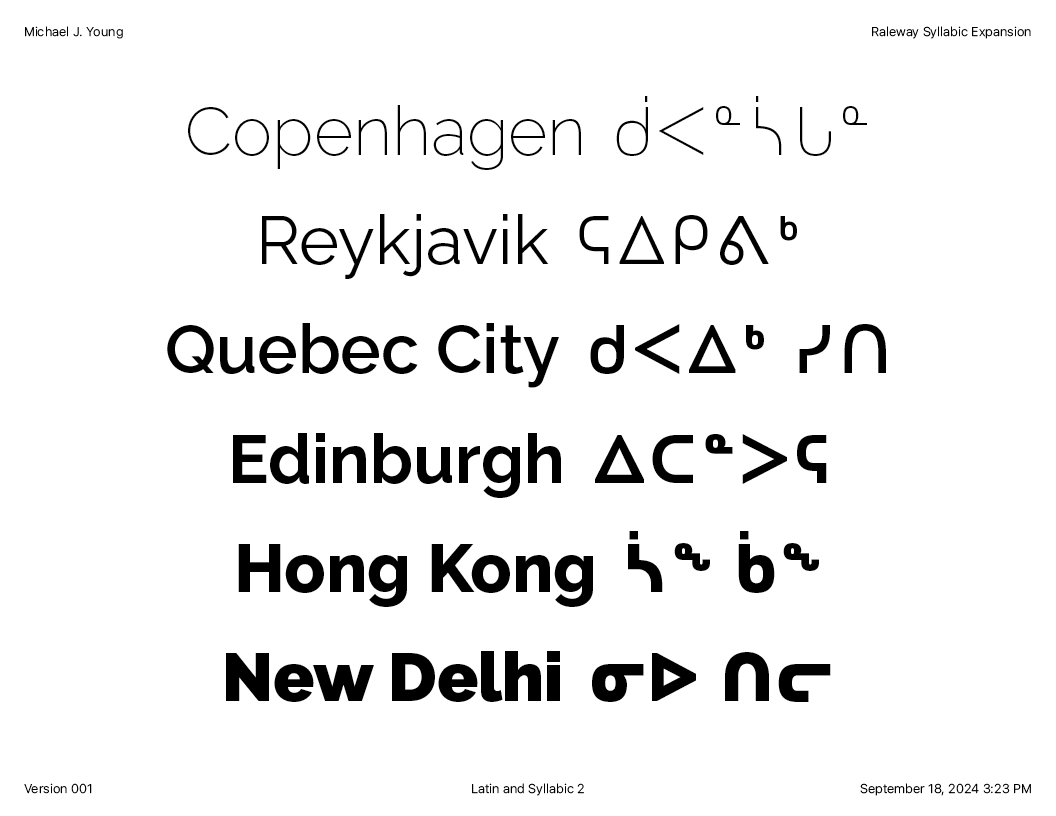 Michael J. Young
Raleway Syllabic Expansion
Copenhagen ᑰᐸᓐᓵᒐᓐ
Reykjavik ᕋᐃᑭᕕᒃ
Quebec City ᑯᐸᐃᒃ ᓯᑎ
Edinburgh ᐃᑕᓐᐳᕋ
Hong Kong ᓵᖕ ᑳᖕ
New Delhi ᓂᐅ ᑎᓕ
Version 001
Latin and Syllabic 2
September 18, 2024 3:23 PM